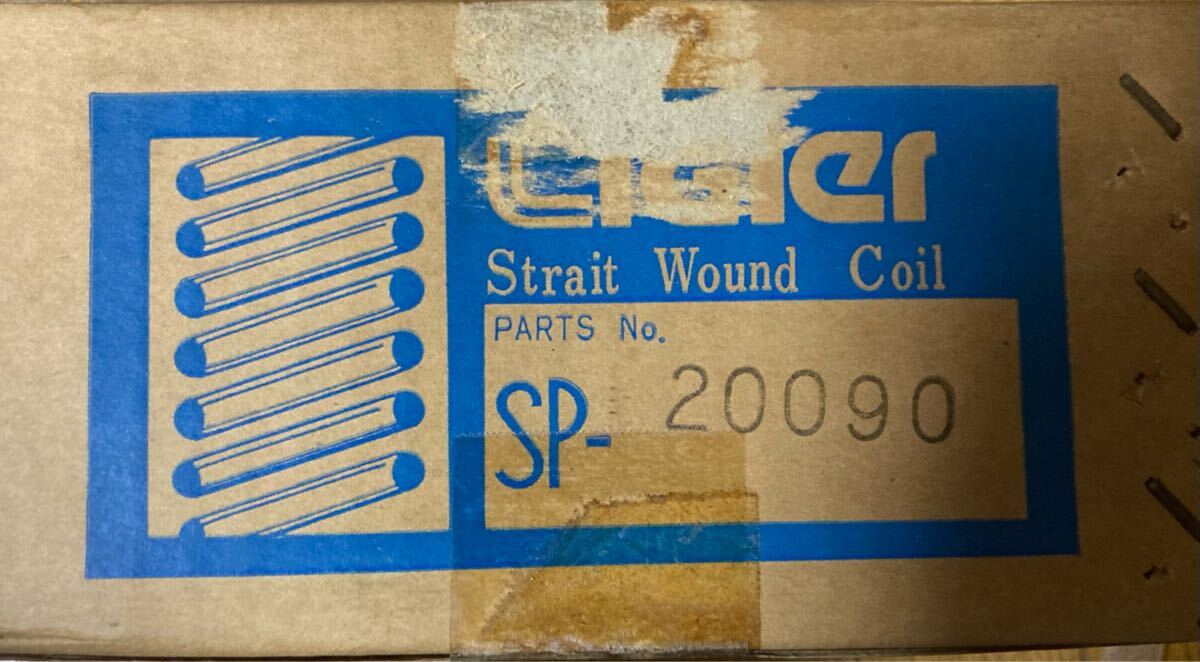 Strait Wound Coil
PARTS No.
SP- 20090